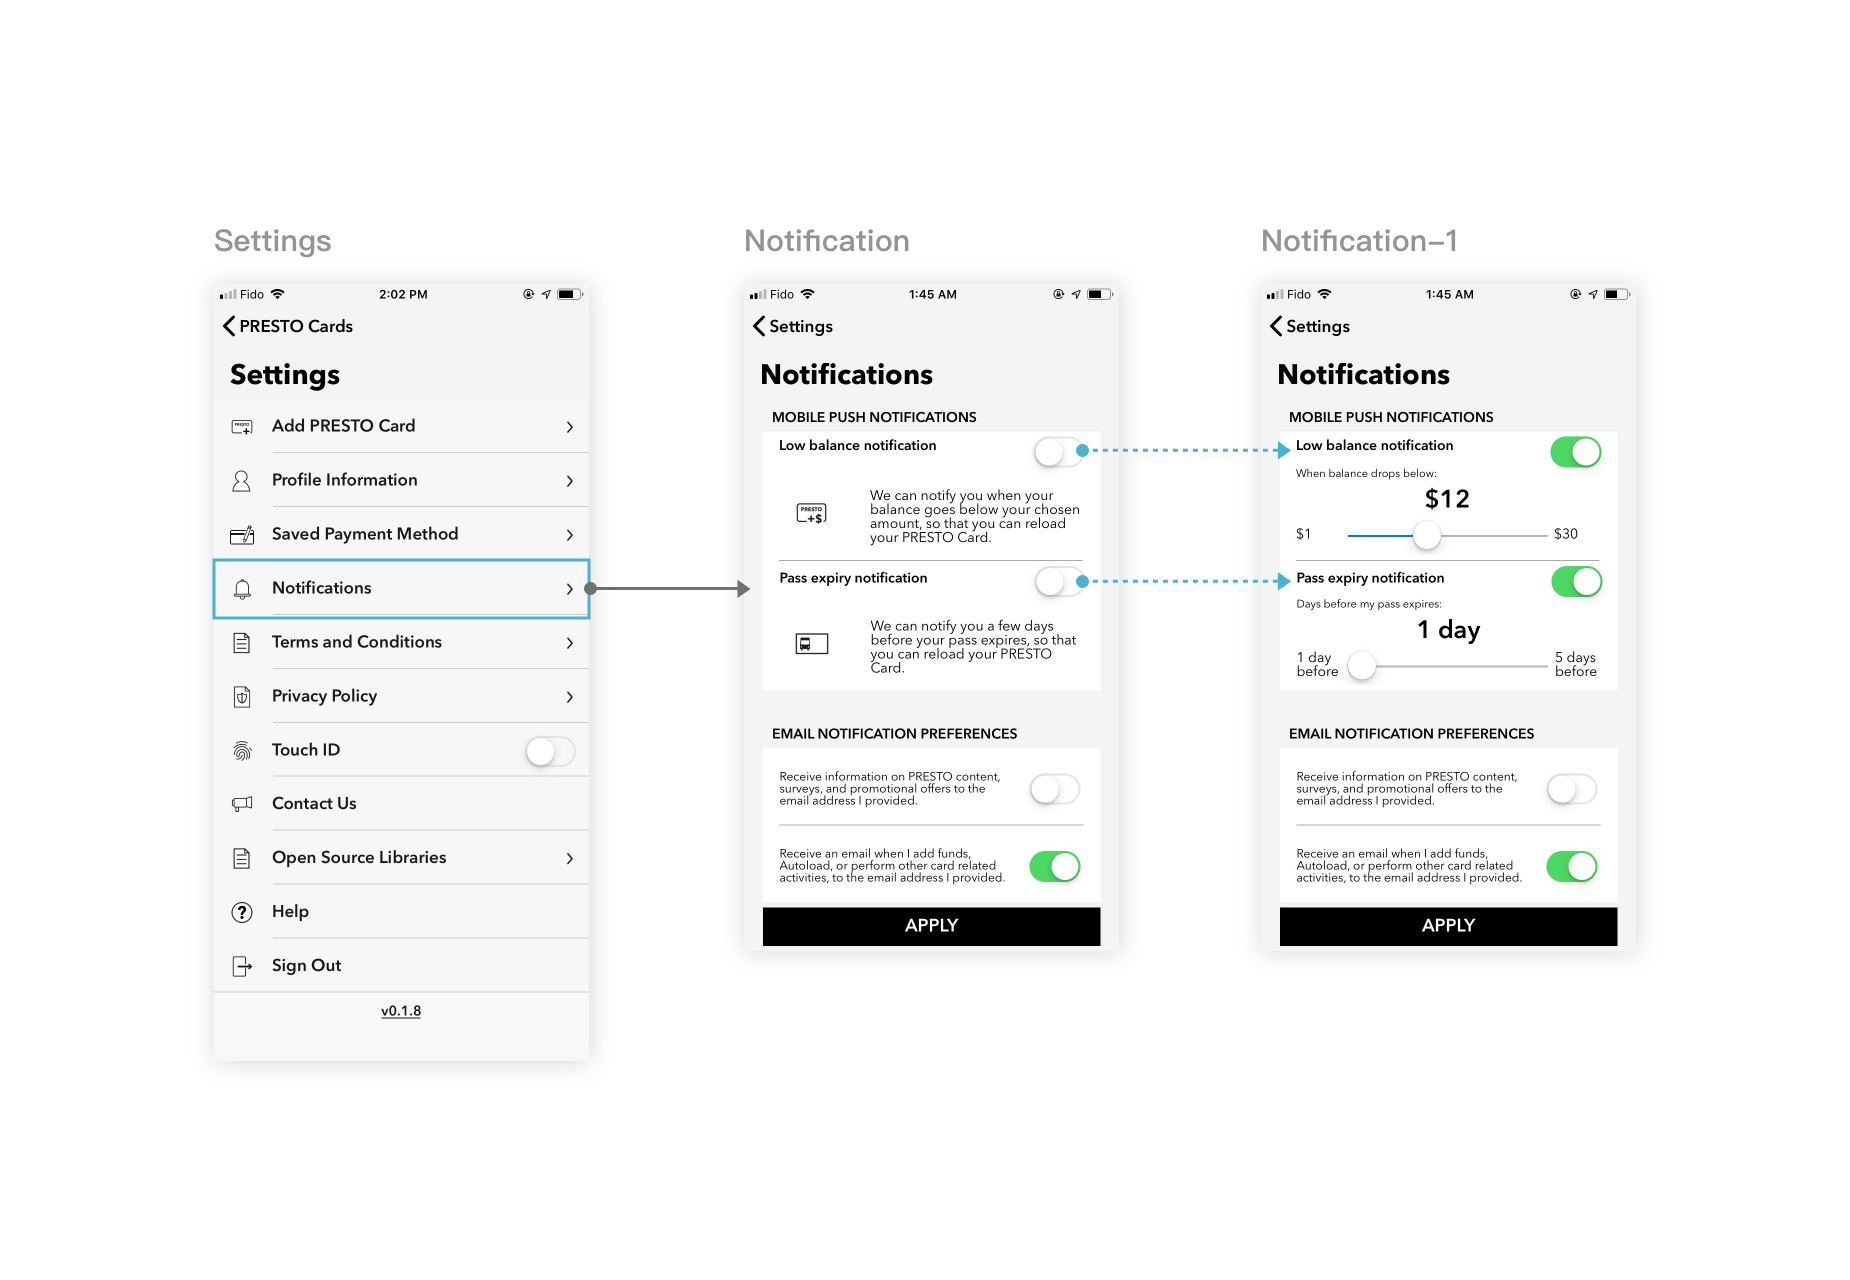 Settings
Fido
2:02 PM
PRESTO Cards
Settings
PRESTO
Add PRESTO Card
Profile Information
Saved Payment Method
Notifications
Terms and Conditions
Privacy Policy
Touch ID
Contact Us
Open Source Libraries
Help
Sign Out
v0.1.8
Notification
Fido
1:45 AM
Settings
Notifications
MOBILE PUSH NOTIFICATIONS
Low balance notification
PRESTO
+$
We can notify you when your
balance goes below your chosen
amount, so that you can reload
your PRESTO Card.
Pass expiry notification
We can notify you a few days
before your pass expires, so that
you can reload your PRESTO
Card.
EMAIL NOTIFICATION PREFERENCES
Receive information on PRESTO content,
surveys, and promotional offers to the
email address I provided.
Receive an email when I add funds,
Autoload, or perform other card related
activities, to the email address I provided.
APPLY
Notification–1
Fido
1:45 AM
Settings
Notifications
MOBILE PUSH NOTIFICATIONS
Low balance notification
When balance drops below:
$12
$1
$30
Pass expiry notification
Days before my pass expires:
1 day
1 day
before
5 days
before
EMAIL NOTIFICATION PREFERENCES
Receive information on PRESTO content,
surveys, and promotional offers to the
email address I provided.
Receive an email when I add funds,
Autoload, or perform other card related
activities, to the email address I provided.
APPLY